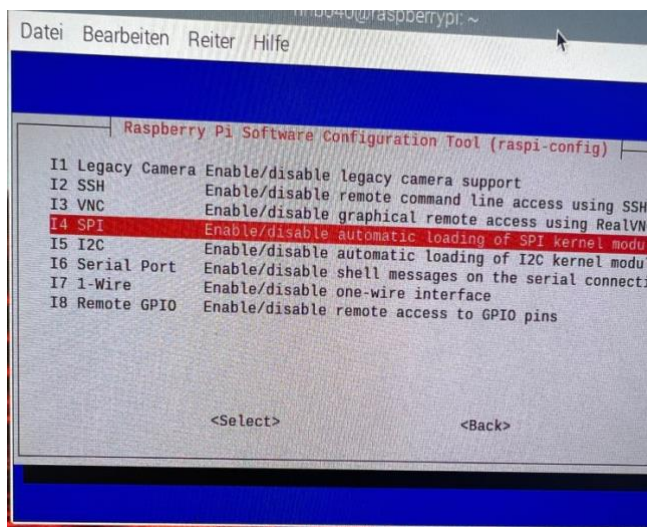 @raspberrypi: ~
Datei Bearbeiten Reiter Hilfe
Raspberry Pi Software Configuration Tool (raspi-config)
I1 Legacy Camera Enable/disable legacy camera support
I2 SSH Enable/disable remote command line access using SSH
I3 VNC Enable/disable graphical remote access using RealVN
I4 SPI Enable/disable automatic loading of SPI kernel modu
I5 I2C Enable/disable automatic loading of I2C kernel modu
I6 Serial Port Enable/disable shell messages on the serial connecti
I7 1-Wire Enable/disable one-wire interface
I8 Remote GPIO Enable/disable remote access to GPIO pins
<Select> <Back>